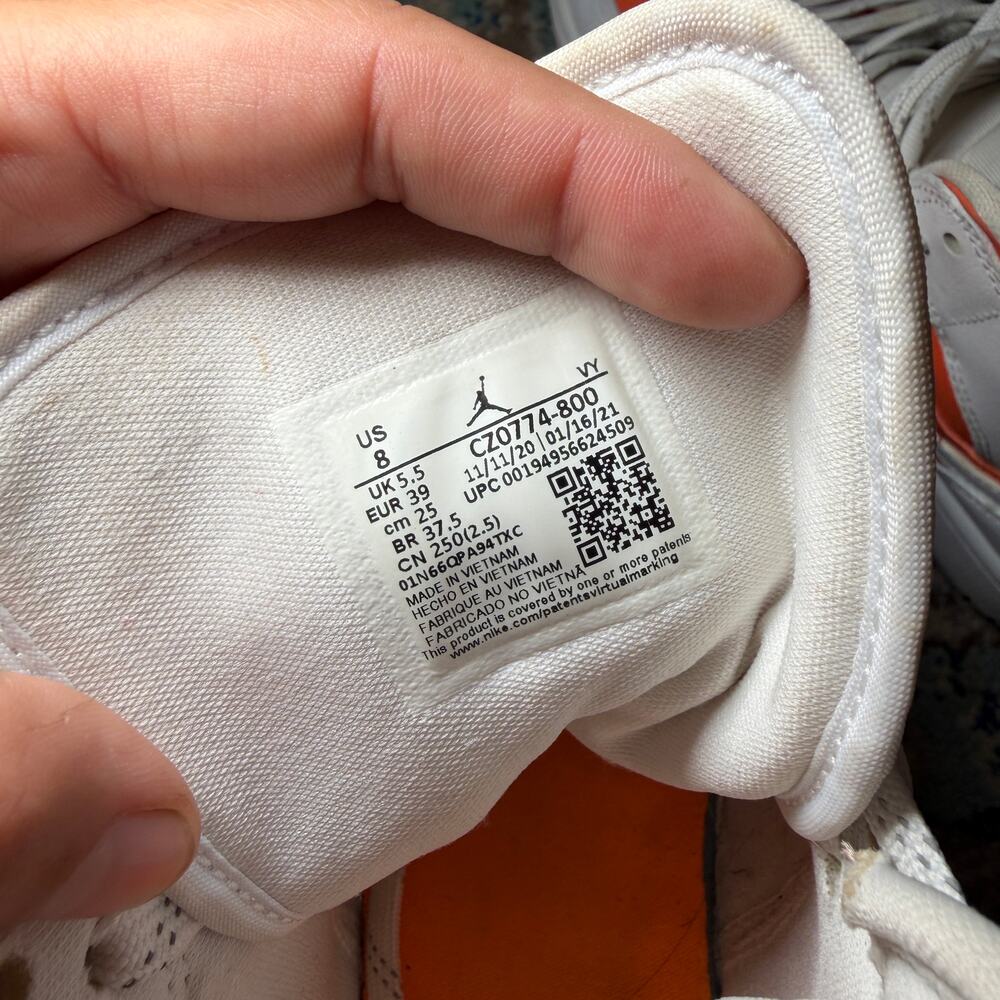 US
8
VY
CZ0774-800
11/11/20 | 01/16/21
UPC 00194956624509
UK 5.5
EUR 39
cm 25
BR 37.5
CN 250(2.5)
01N66QPA94TXC
MADE IN VIETNAM
HECHO EN VIETNAM
FABRIQUE AU VIETNAM
FABRICADO NO VIETNÃ
This product is covered by one or more patents
www.nike.com/patentsvirtualmarking